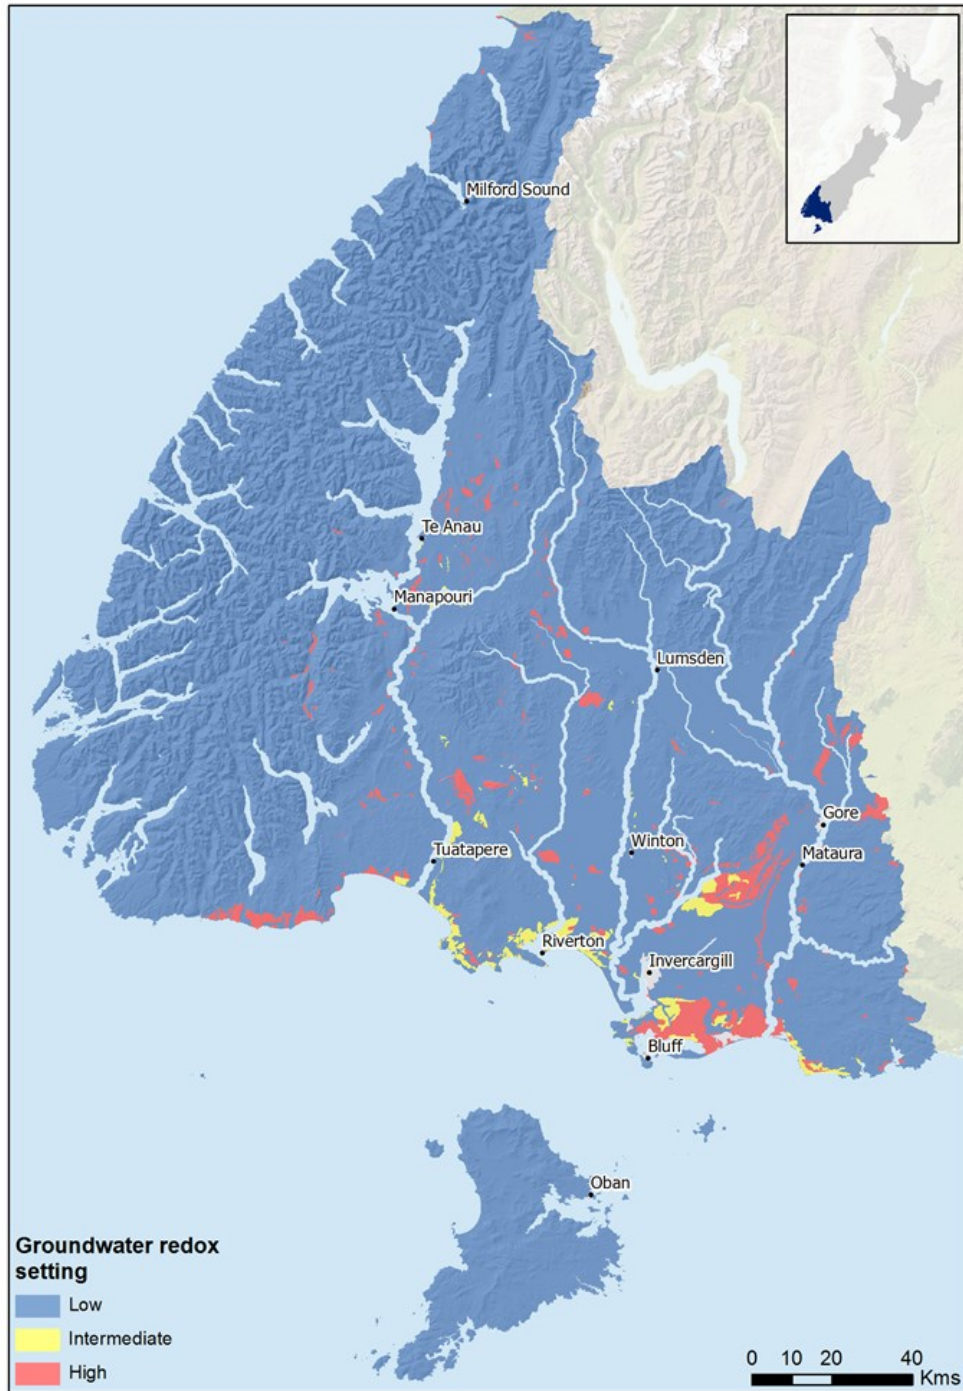 Milford Sound
Te Anau
Manapouri
Lumsden
Gore
Winton
Mataura
Tuatapere
Riverton
Invercargill
Bluff
Oban
Groundwater redox
setting
Low
Intermediate
High
0 10 20 40
Kms